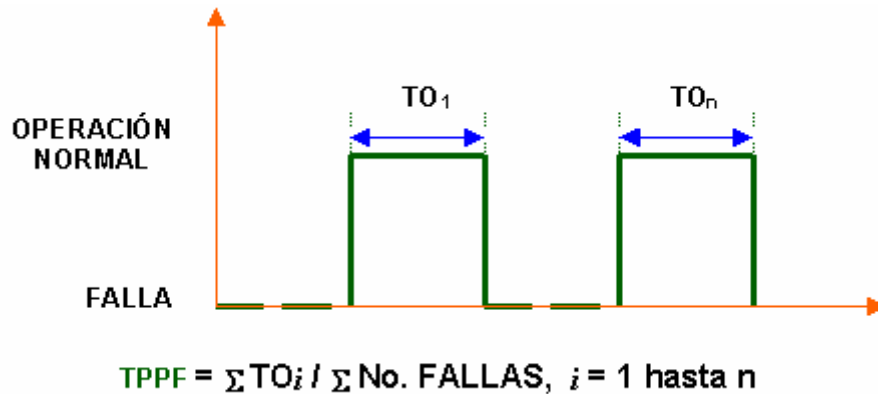 TO₁
TOₙ
OPERACIÓN
NORMAL
FALLA
TPPF = Σ TOi / Σ No. FALLAS, i = 1 hasta n